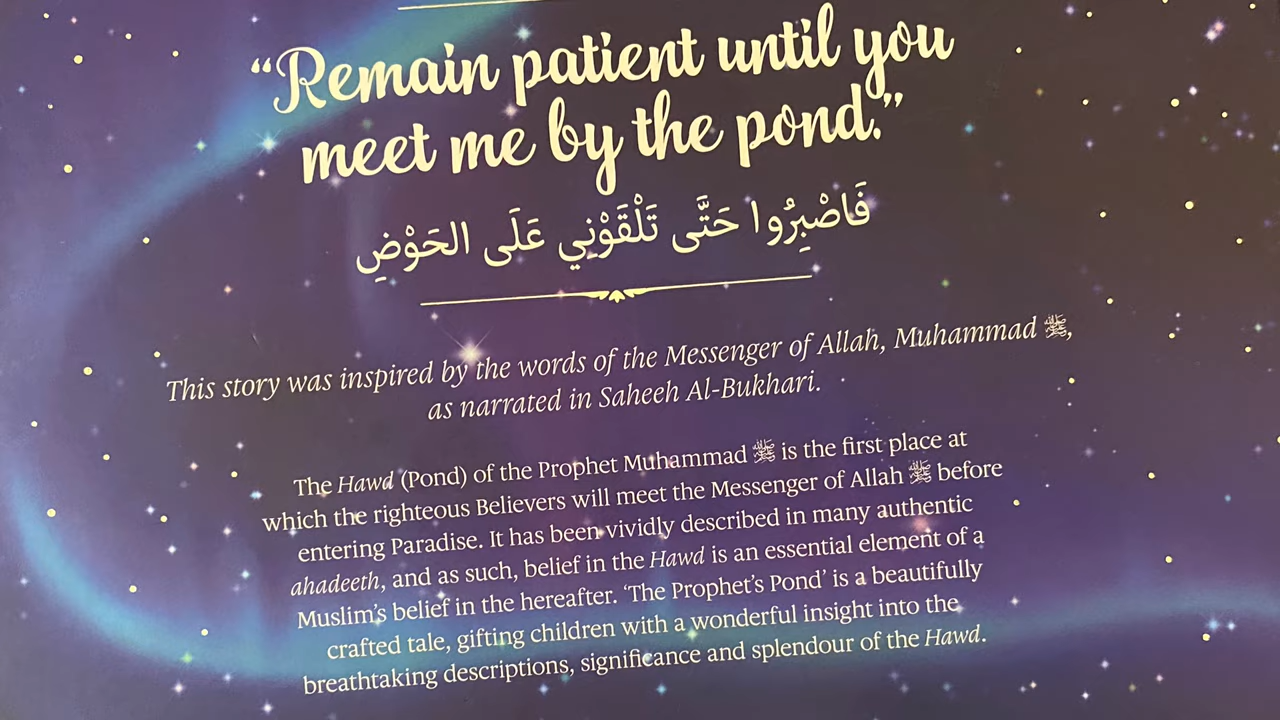 “Remain patient until you
meet me by the pond.”
فَاصْبِرُوا حَتَّى تَلْقَوْنِي عَلَى الحَوْضِ
This story was inspired by the words of the Messenger of Allah, Muhammad ﷺ,
as narrated in Saheeh Al-Bukhari.
The Hawd (Pond) of the Prophet Muhammad ﷺ is the first place at
which the righteous Believers will meet the Messenger of Allah ﷺ before
entering Paradise. It has been vividly described in many authentic
ahadeeth, and as such, belief in the Hawd is an essential element of a
Muslim’s belief in the hereafter. ‘The Prophet’s Pond’ is a beautifully
crafted tale, gifting children with a wonderful insight into the
breathtaking descriptions, significance and splendour of the Hawd.